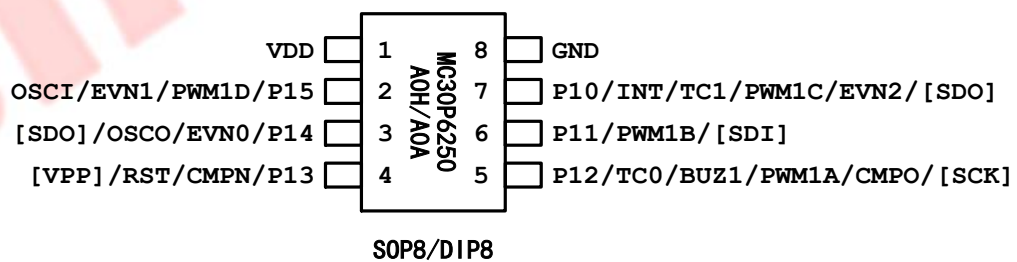 VDD 1 8 GND
OSCI/EVN1/PWM1D/P15 2 7 P10/INT/TC1/PWM1C/EVN2/[SDO]
[SDO]/OSCO/EVN0/P14 3 6 P11/PWM1B/[SDI]
[VPP]/RST/CMPN/P13 4 5 P12/TC0/BUZ1/PWM1A/CMPO/[SCK]
MC30P6250
A0H/A0A
SOP8/DIP8